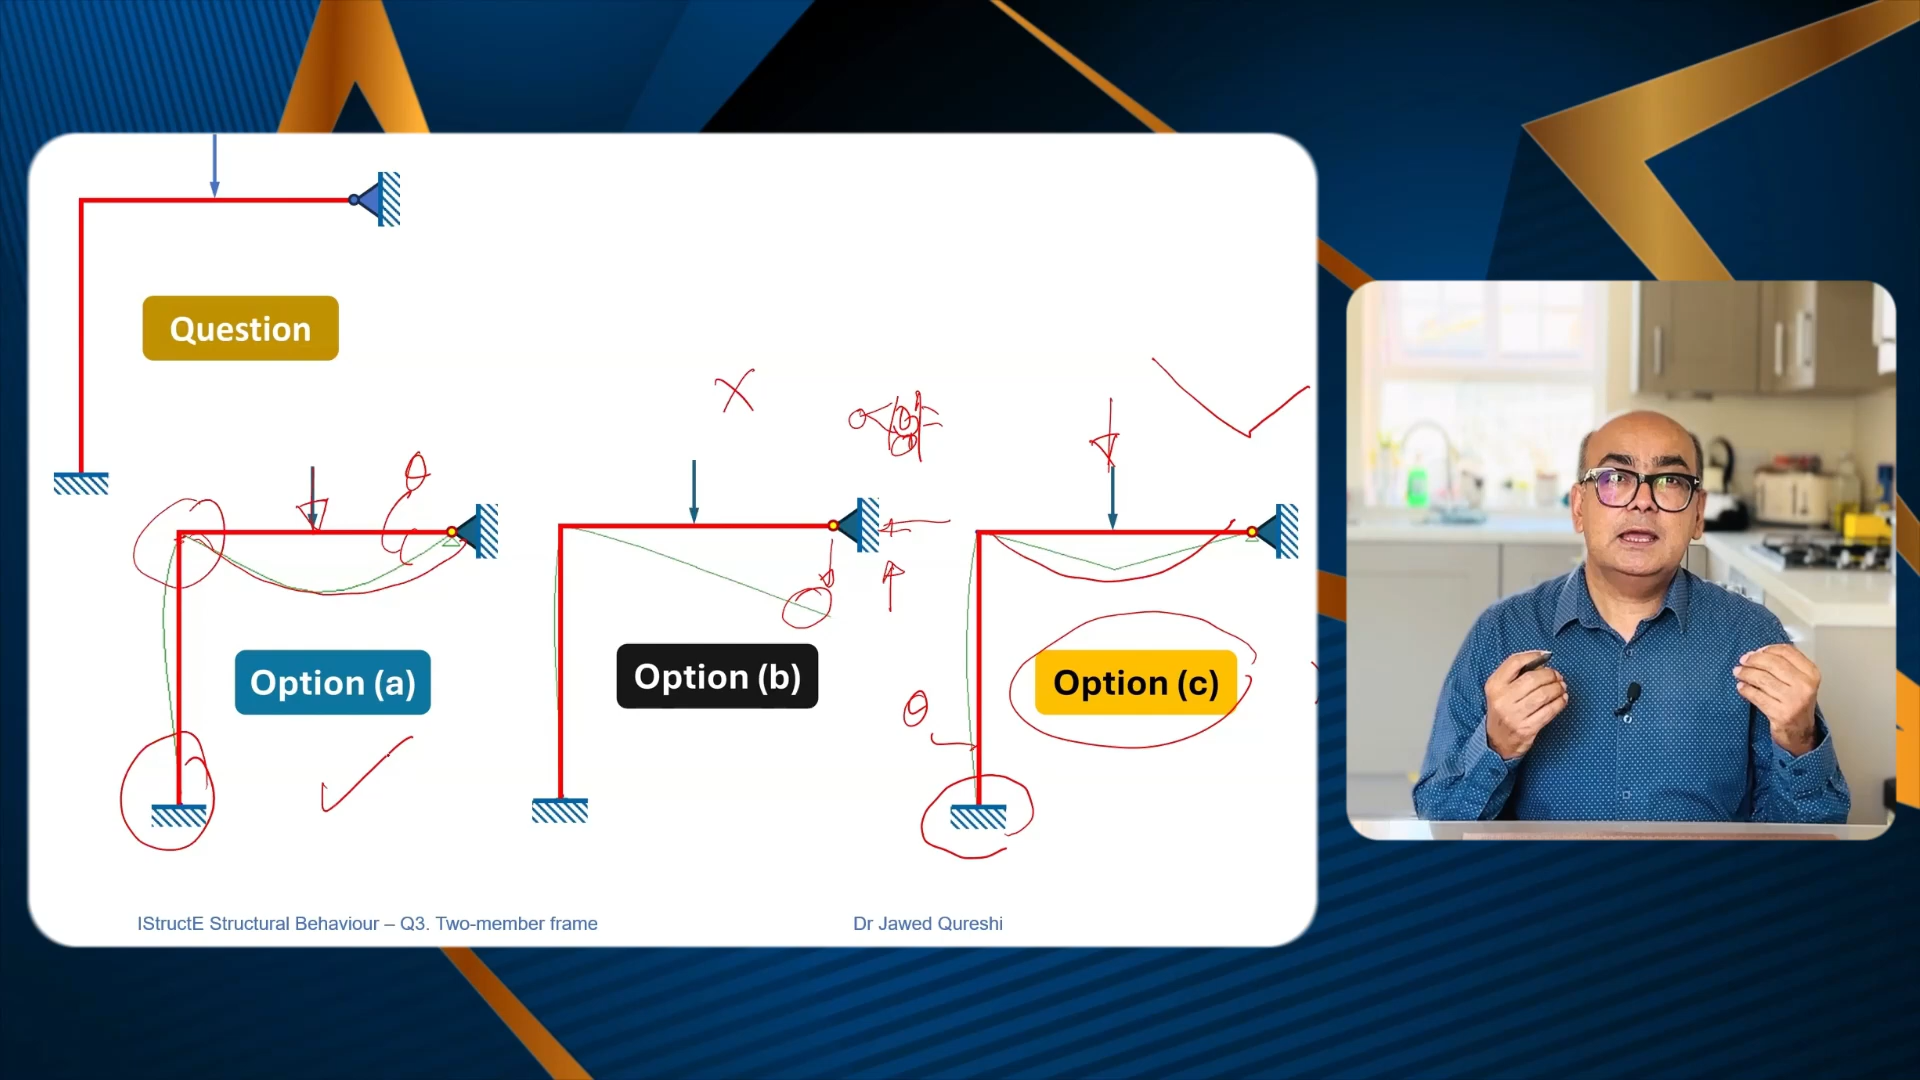 Question
θ
Option (a)
Option (b)
Option (c)
θ
IStructE Structural Behaviour – Q3. Two-member frame
Dr Jawed Qureshi